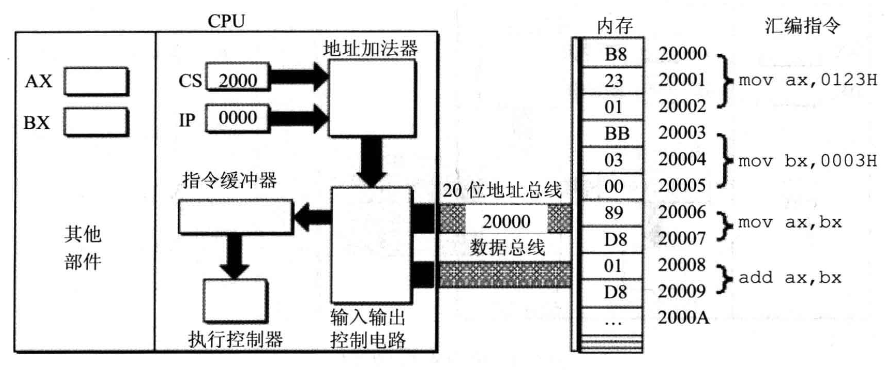 CPU
内存
汇编指令
地址加法器
AX
BX
CS
2000
IP
0000
指令缓冲器
其他
部件
执行控制器
输入输出
控制电路
20 位地址总线
20000
数据总线
B8 20000
23 20001 mov ax,0123H
01 20002
BB 20003
03 20004 mov bx,0003H
00 20005
89 20006
mov ax,bx
D8 20007
01 20008
add ax,bx
D8 20009
... 2000A